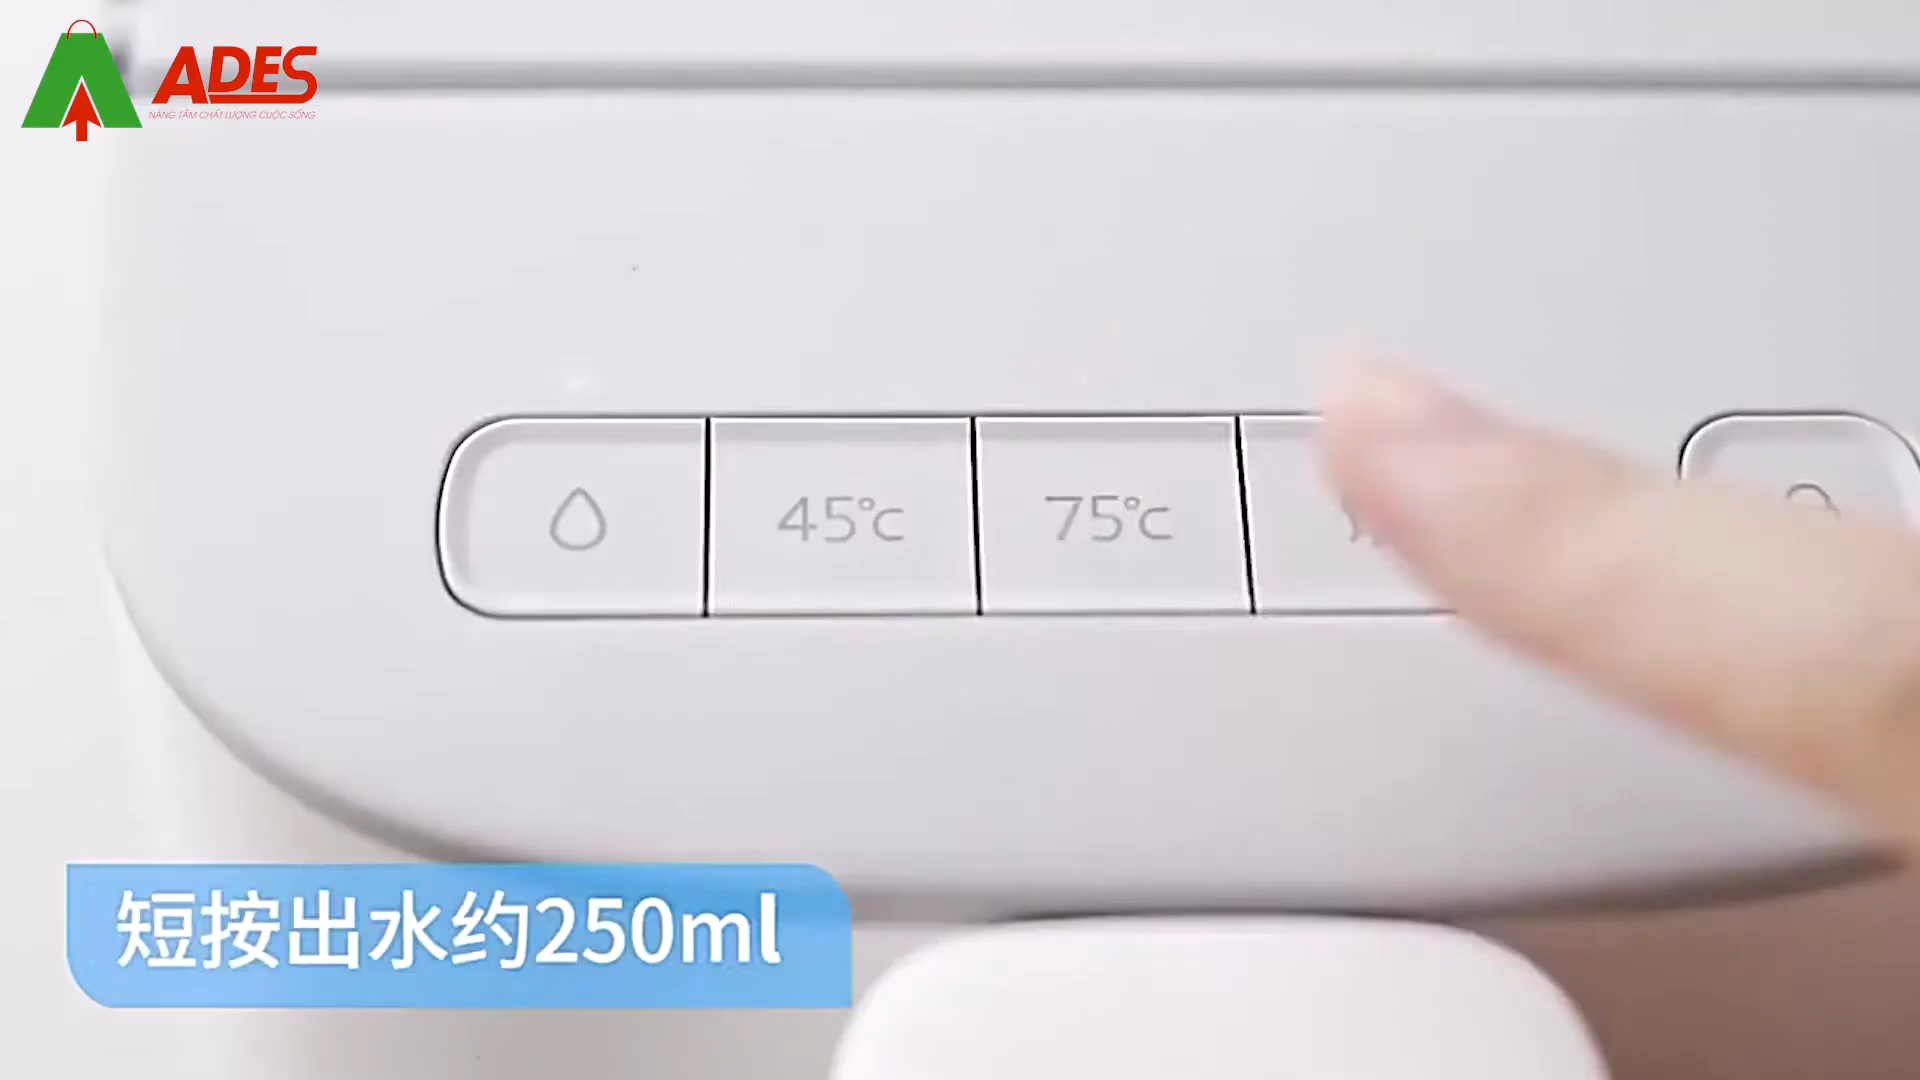 ADES
NÂNG TẦM CHẤT LƯỢNG CUỘC SỐNG
45°C
75°C
短按出水约250ml